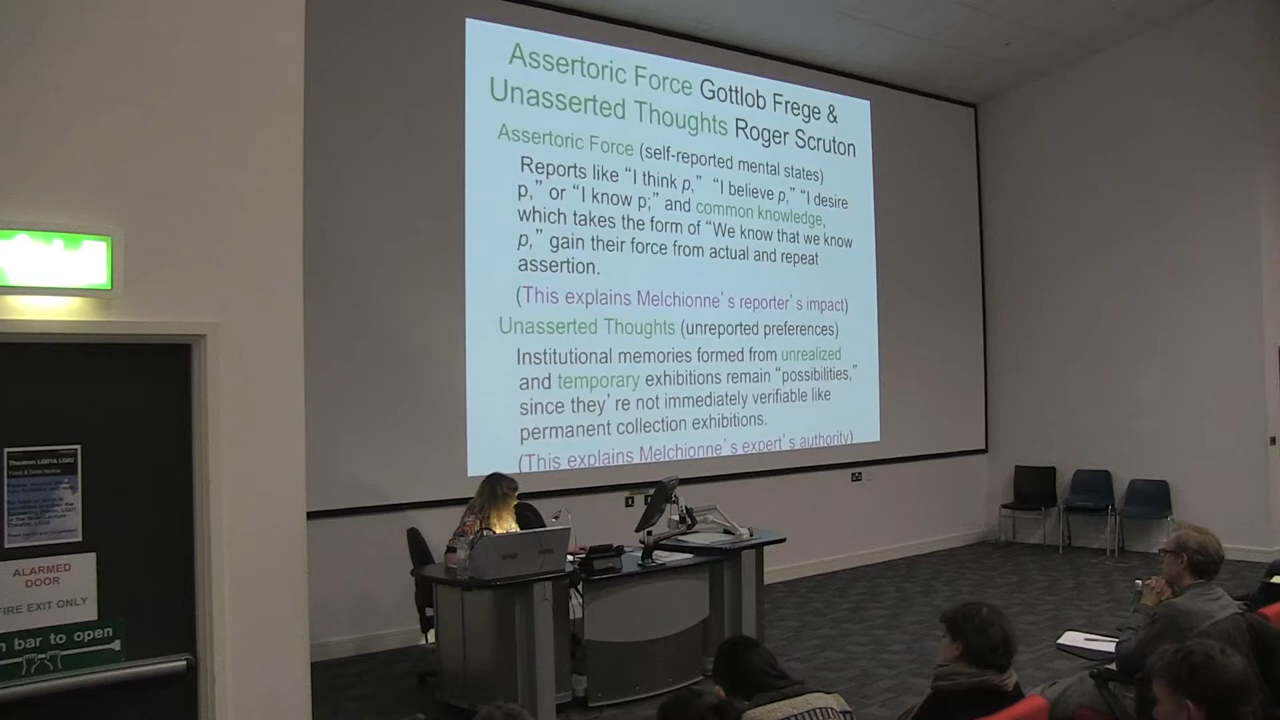 Assertoric Force Gottlob Frege &
Unasserted Thoughts Roger Scruton
Assertoric Force (self-reported mental states)
Reports like “I think p,” “I believe p,” “I desire
p,” or “I know p;” and common knowledge,
which takes the form of “We know that we know
p,” gain their force from actual and repeat
assertion.
(This explains Melchionne's reporter's impact)
Unasserted Thoughts (unreported preferences)
Institutional memories formed from unrealized
and temporary exhibitions remain “possibilities,”
since they're not immediately verifiable like
permanent collection exhibitions.
(This explains Melchionne's expert's authority)
ALARMED
DOOR
FIRE EXIT ONLY
bar to open